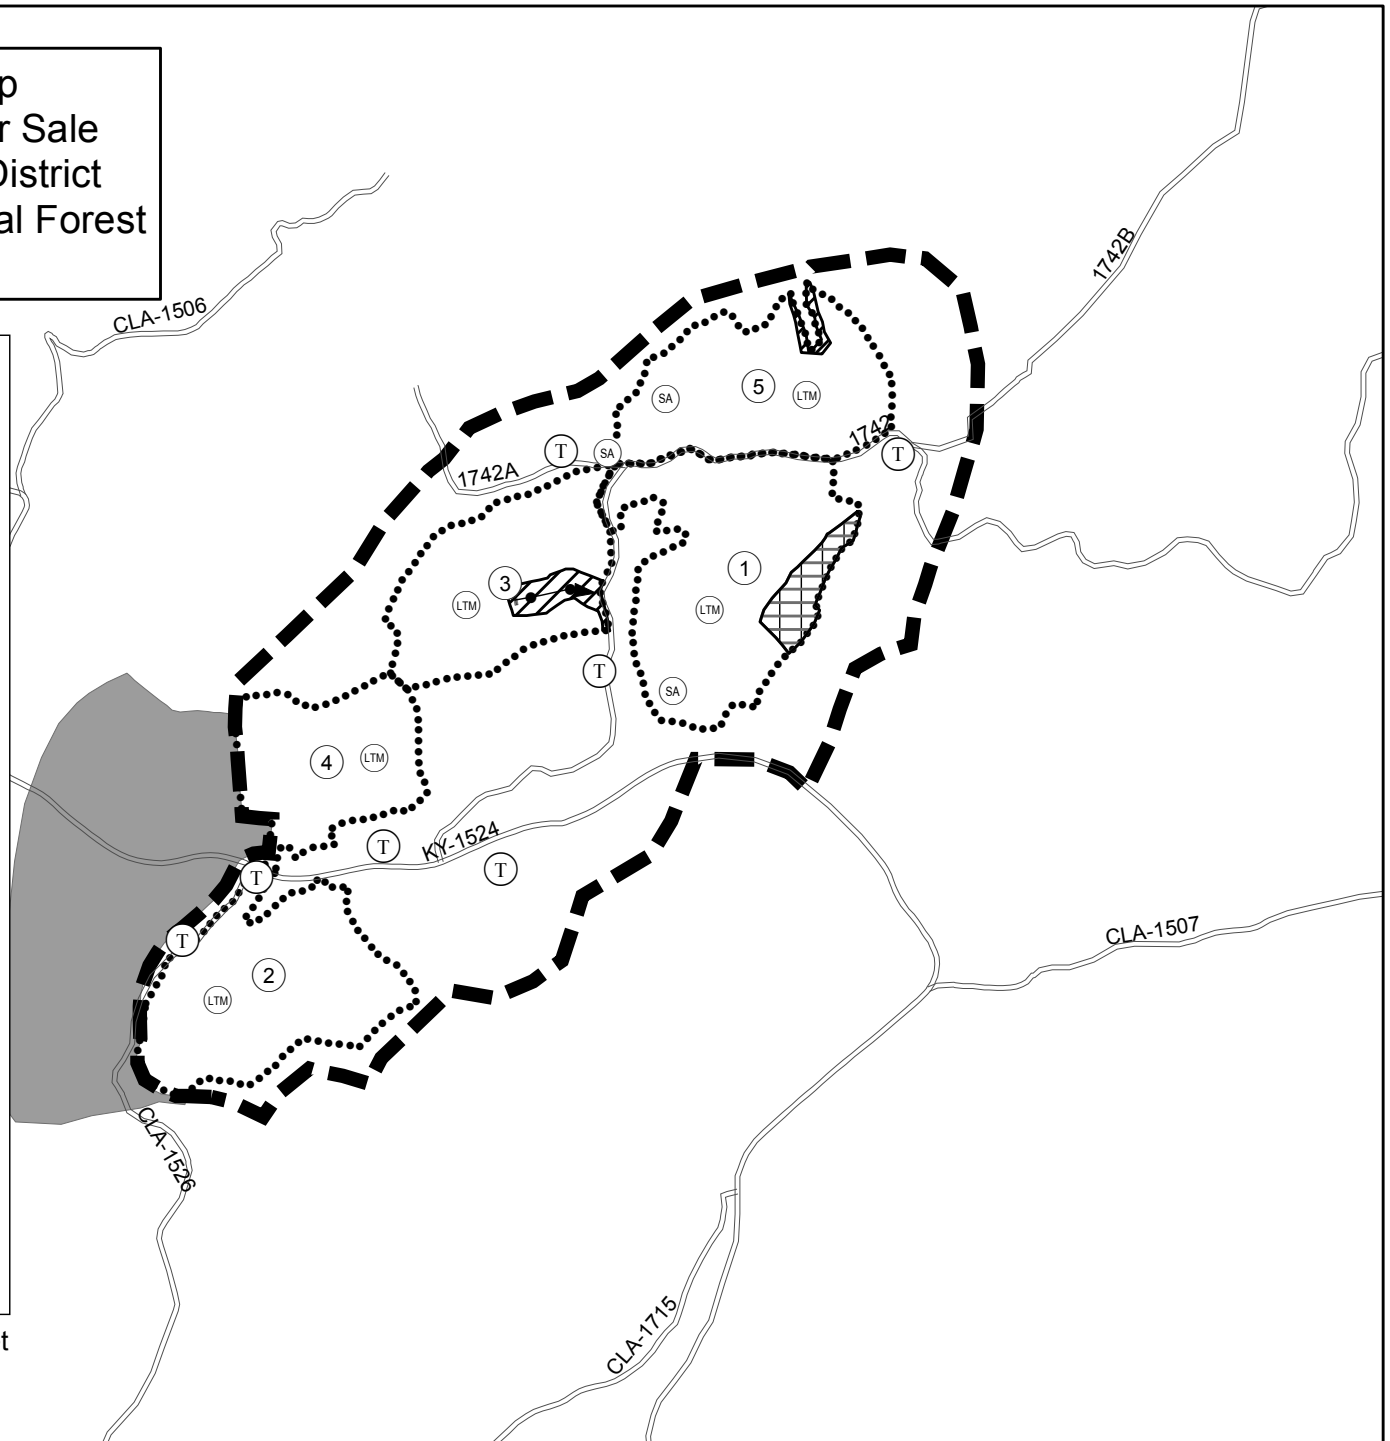 p
r Sale
District
al Forest
CLA-1506
1742B
5
SA
LTM
1742
T
SA
T
1742A
1
3
LTM
LTM
T
SA
4
LTM
KY-1524
T
T
T
CLA-1507
T
2
LTM
CLA-1526
CLA-1715
t